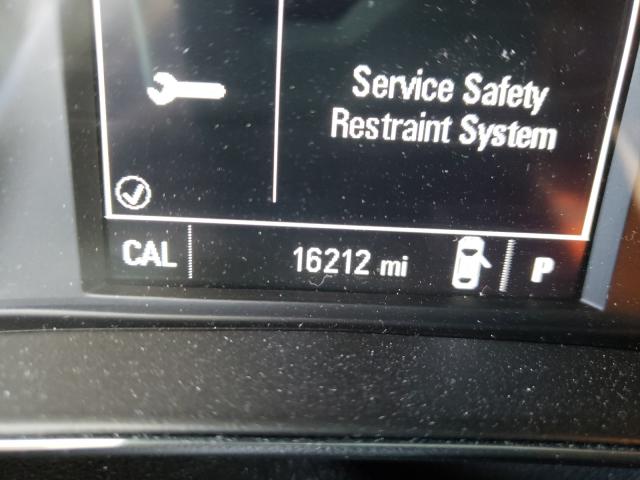 Service Safety
Restraint System
CAL 16212 mi P